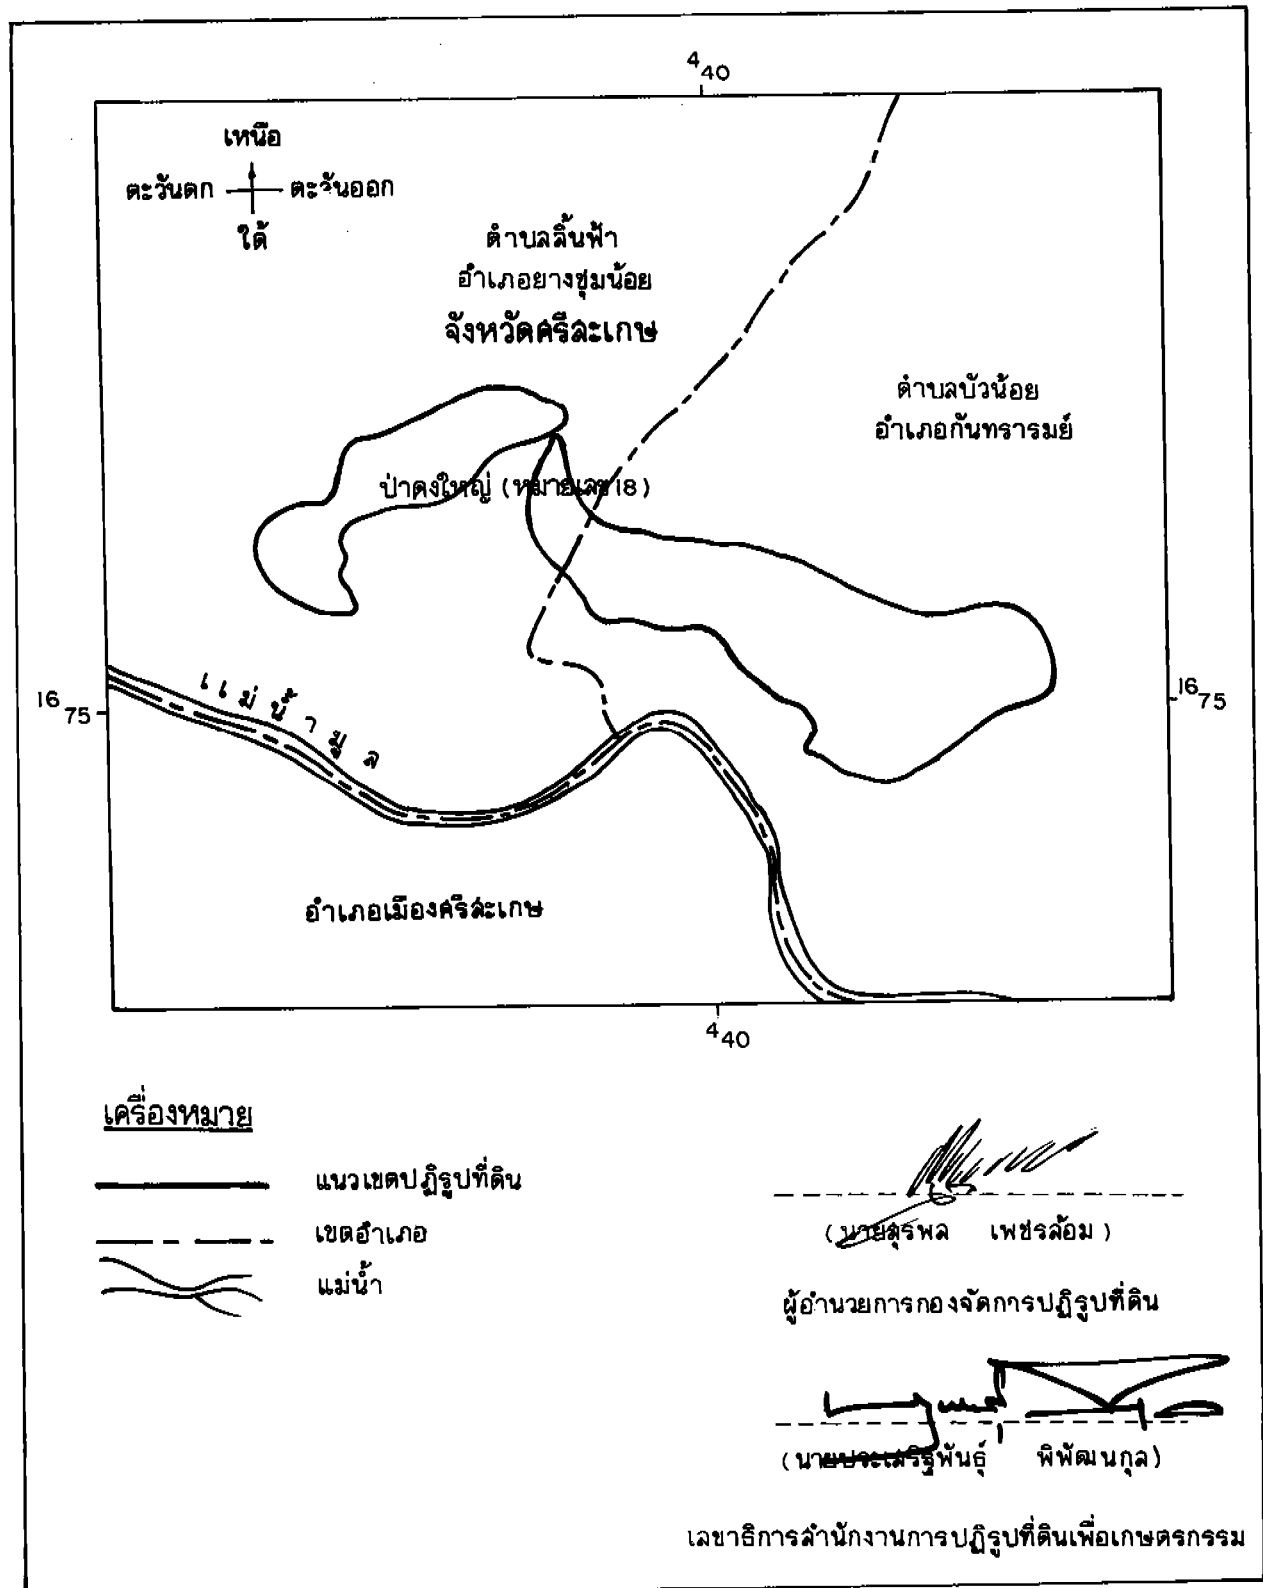 440
เหนือ
ตะวันตก ตะวันออก
ใต้
ตำบลลิ้นฟ้า
อำเภอยางชุมน้อย
จังหวัดศรีสะเกษ
ตำบลบัวน้อย
อำเภอกันทรารมย์
ป่าดงใหญ่ (หมายเลข 18)
1675 1675
แม่น้ำมูล
อำเภอเมืองศรีสะเกษ
440
เครื่องหมาย
แนวเขตปฏิรูปที่ดิน
เขตอำเภอ
แม่น้ำ
(นายสุรพล เพชรล้อม)
ผู้อำนวยการกองจัดการปฏิรูปที่ดิน
(นายประเสริฐพันธุ์ พิพัฒนกุล)
เลขาธิการสำนักงานการปฏิรูปที่ดินเพื่อเกษตรกรรม